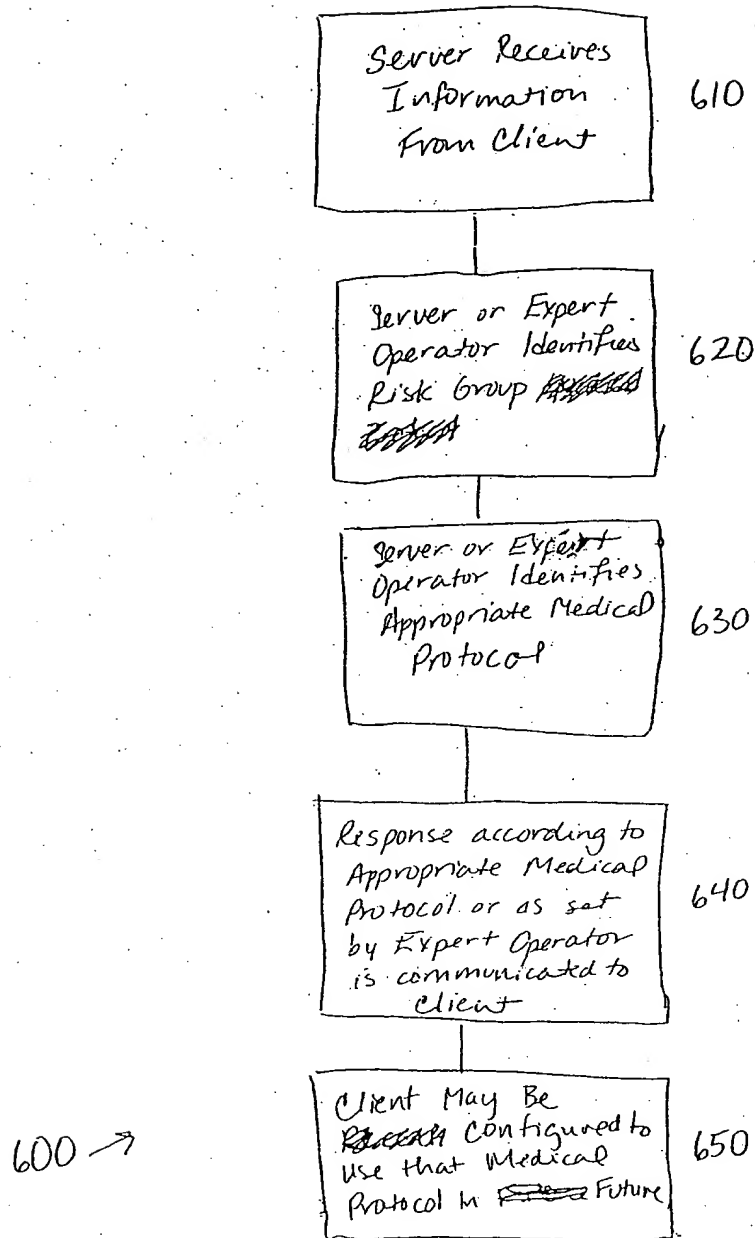 Server Receives
Information
From Client
610
Server or Expert
Operator Identifies
Risk Group
620
Server or Expert
Operator Identifies
Appropriate Medical
Protocol
630
Response according to
Appropriate Medical
Protocol or as set
by Expert Operator
is communicated to
Client
640
Client May Be
Configured to
Use that Medical
Protocol in Future
650
600